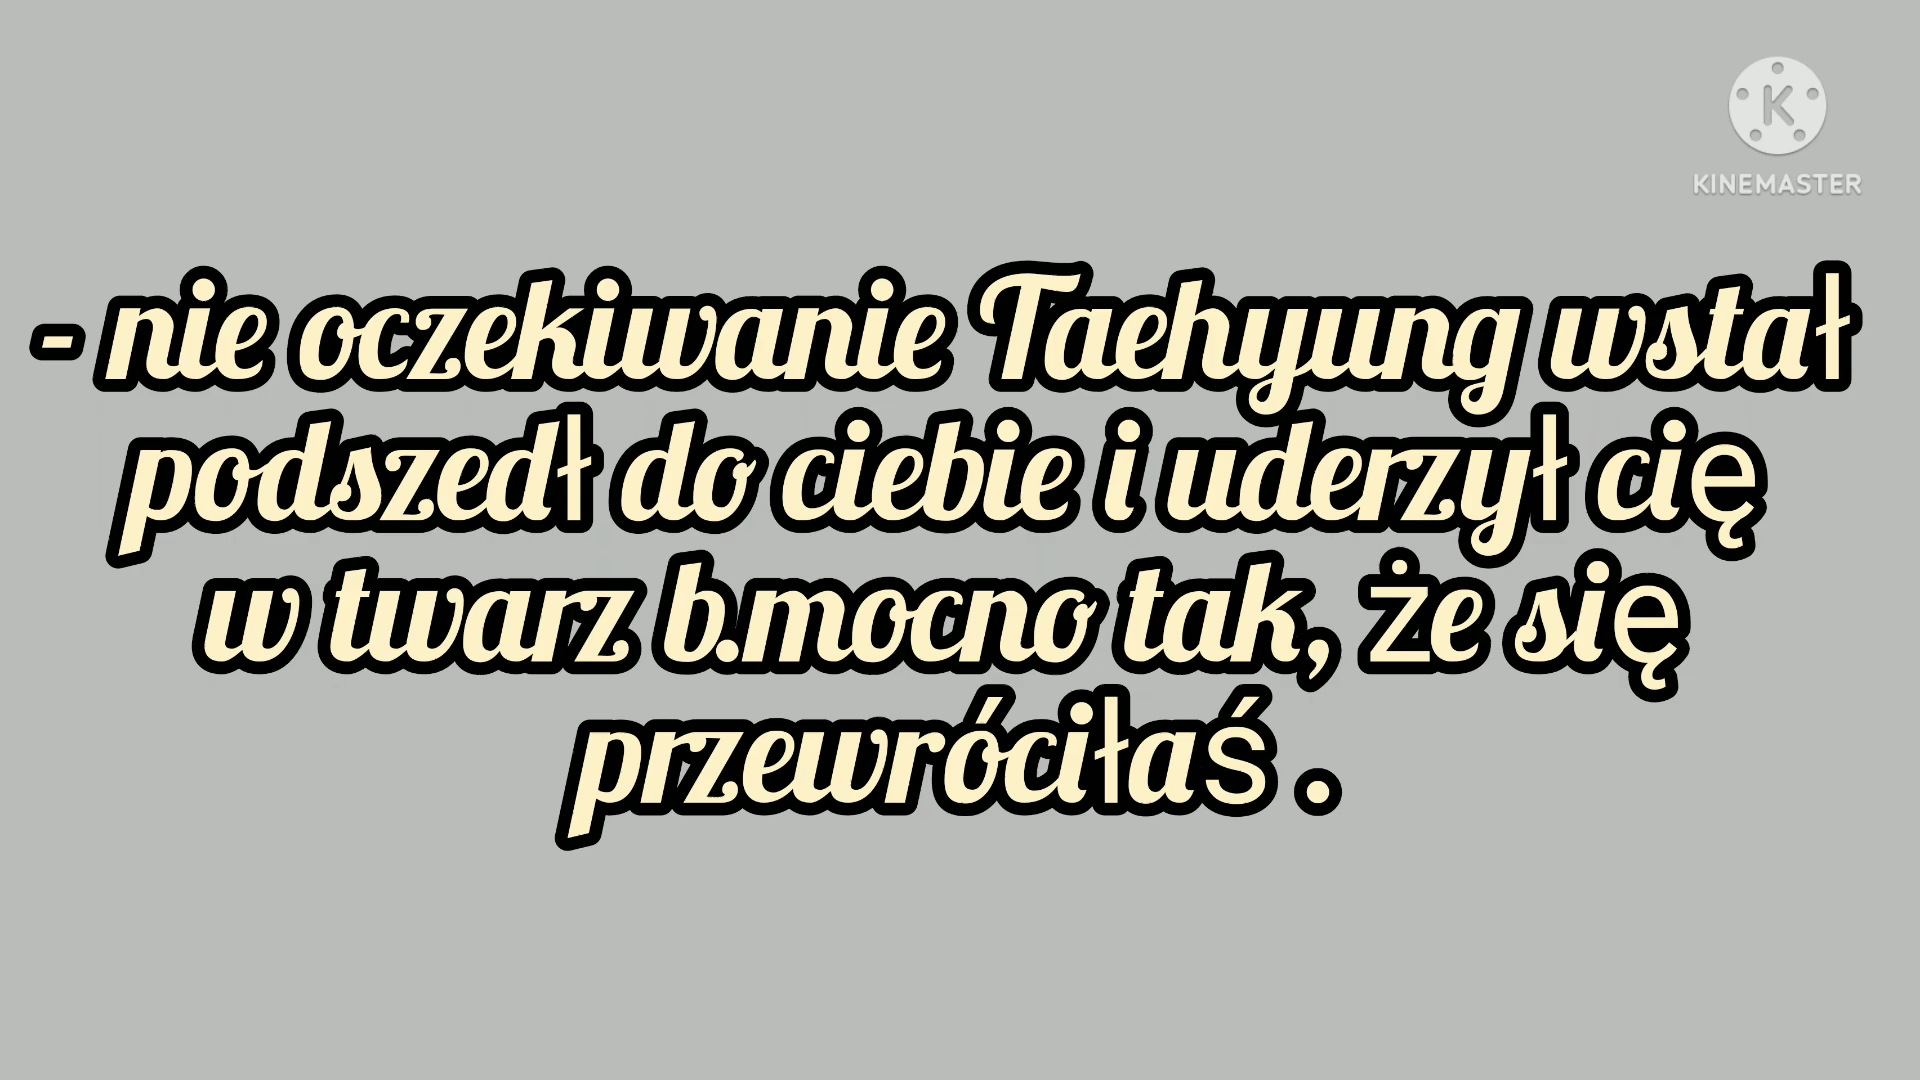 KINEMASTER
- nie oczekiwanie Taehyung wstał
podszedł do ciebie i uderzył cię
w twarz b.mocno tak, że się
przewróciłaś .